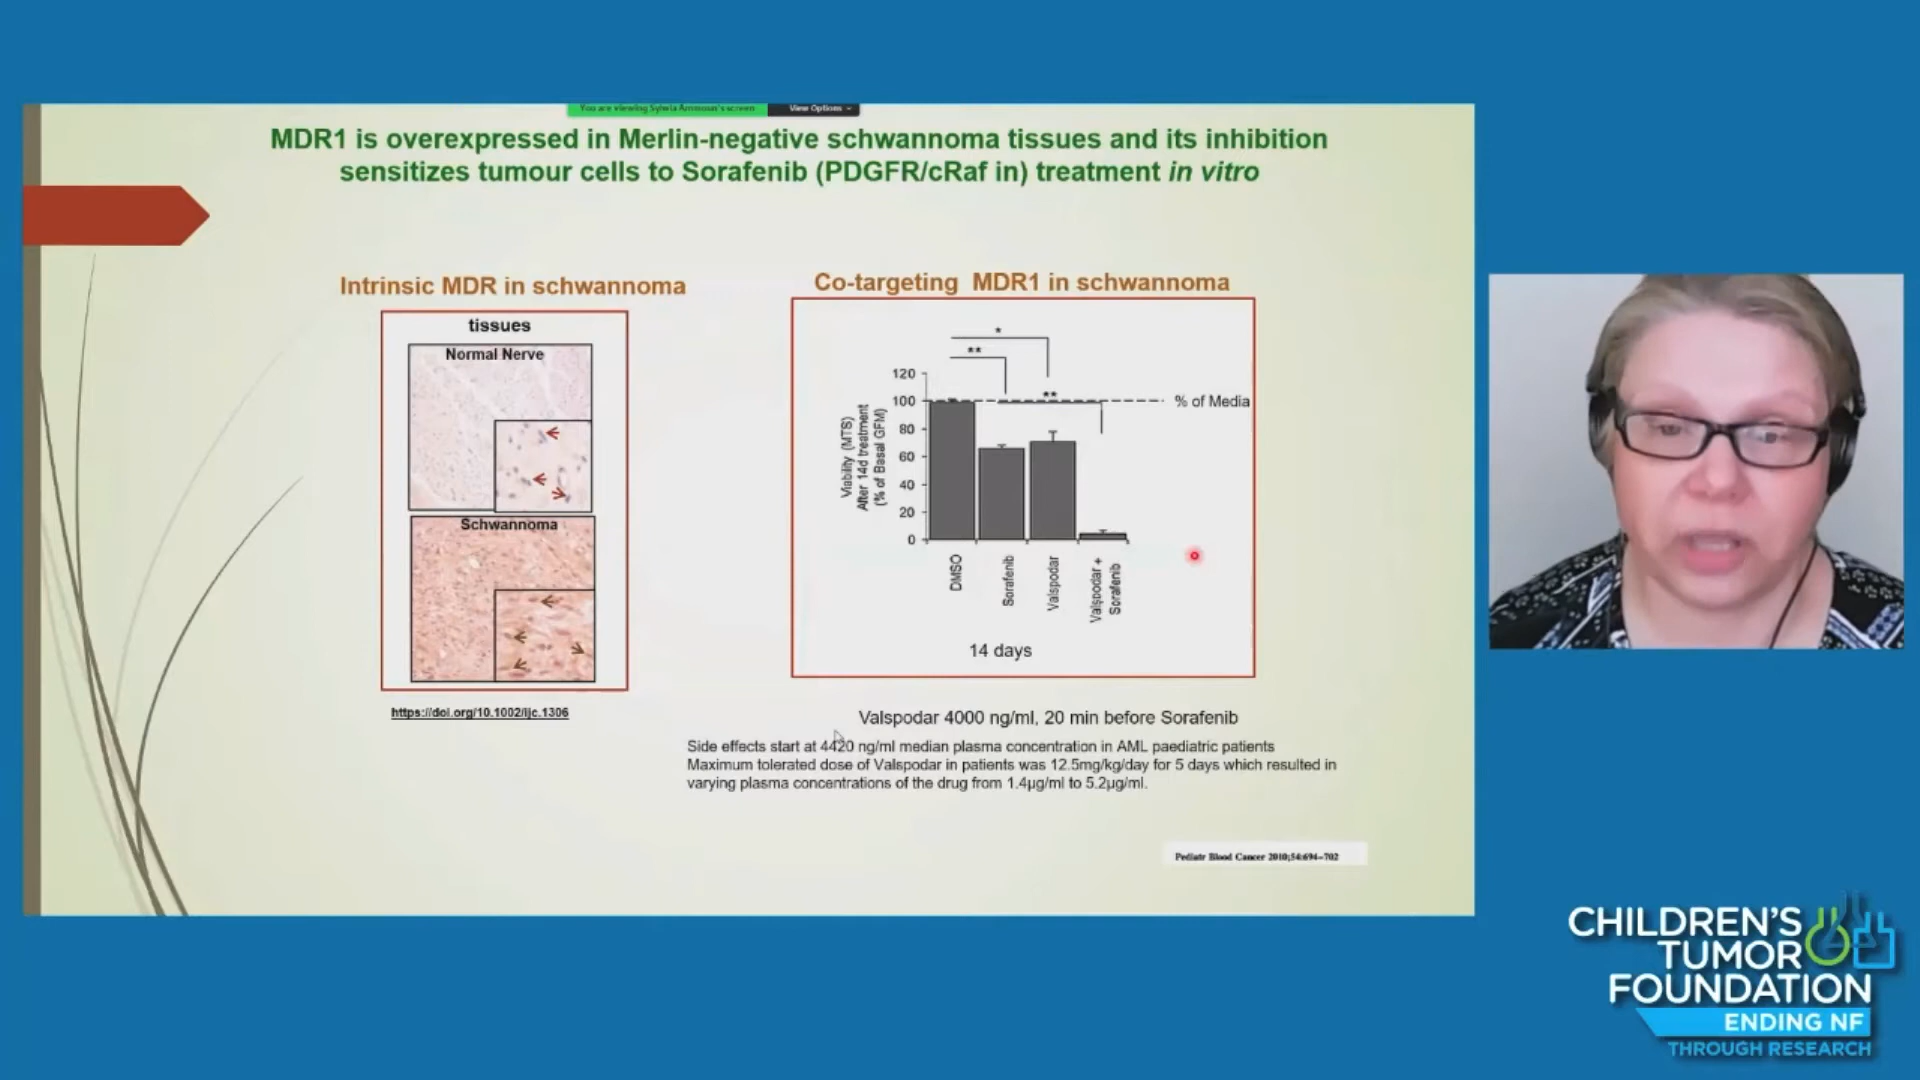 You are viewing Sylwia Ammoun's screen
View Options
MDR1 is overexpressed in Merlin-negative schwannoma tissues and its inhibition
sensitizes tumour cells to Sorafenib (PDGFR/cRaf in) treatment in vitro
Intrinsic MDR in schwannoma
tissues
Normal Nerve
Schwannoma
https://doi.org/10.1002/ijc.1306
Co-targeting MDR1 in schwannoma
*
**
**
120
100
80
60
40
20
0
% of Media
Viability (MTS)
After 14d treatment
(% of Basal GFM)
DMSO
Sorafenib
Valspodar
Valspodar +
Sorafenib
14 days
Valspodar 4000 ng/ml, 20 min before Sorafenib
Side effects start at 4420 ng/ml median plasma concentration in AML paediatric patients
Maximum tolerated dose of Valspodar in patients was 12.5mg/kg/day for 5 days which resulted in
varying plasma concentrations of the drug from 1.4µg/ml to 5.2µg/ml.
Pediatr Blood Cancer 2010;54:694–702
CHILDREN'S
TUMOR
FOUNDATION
ENDING NF
THROUGH RESEARCH